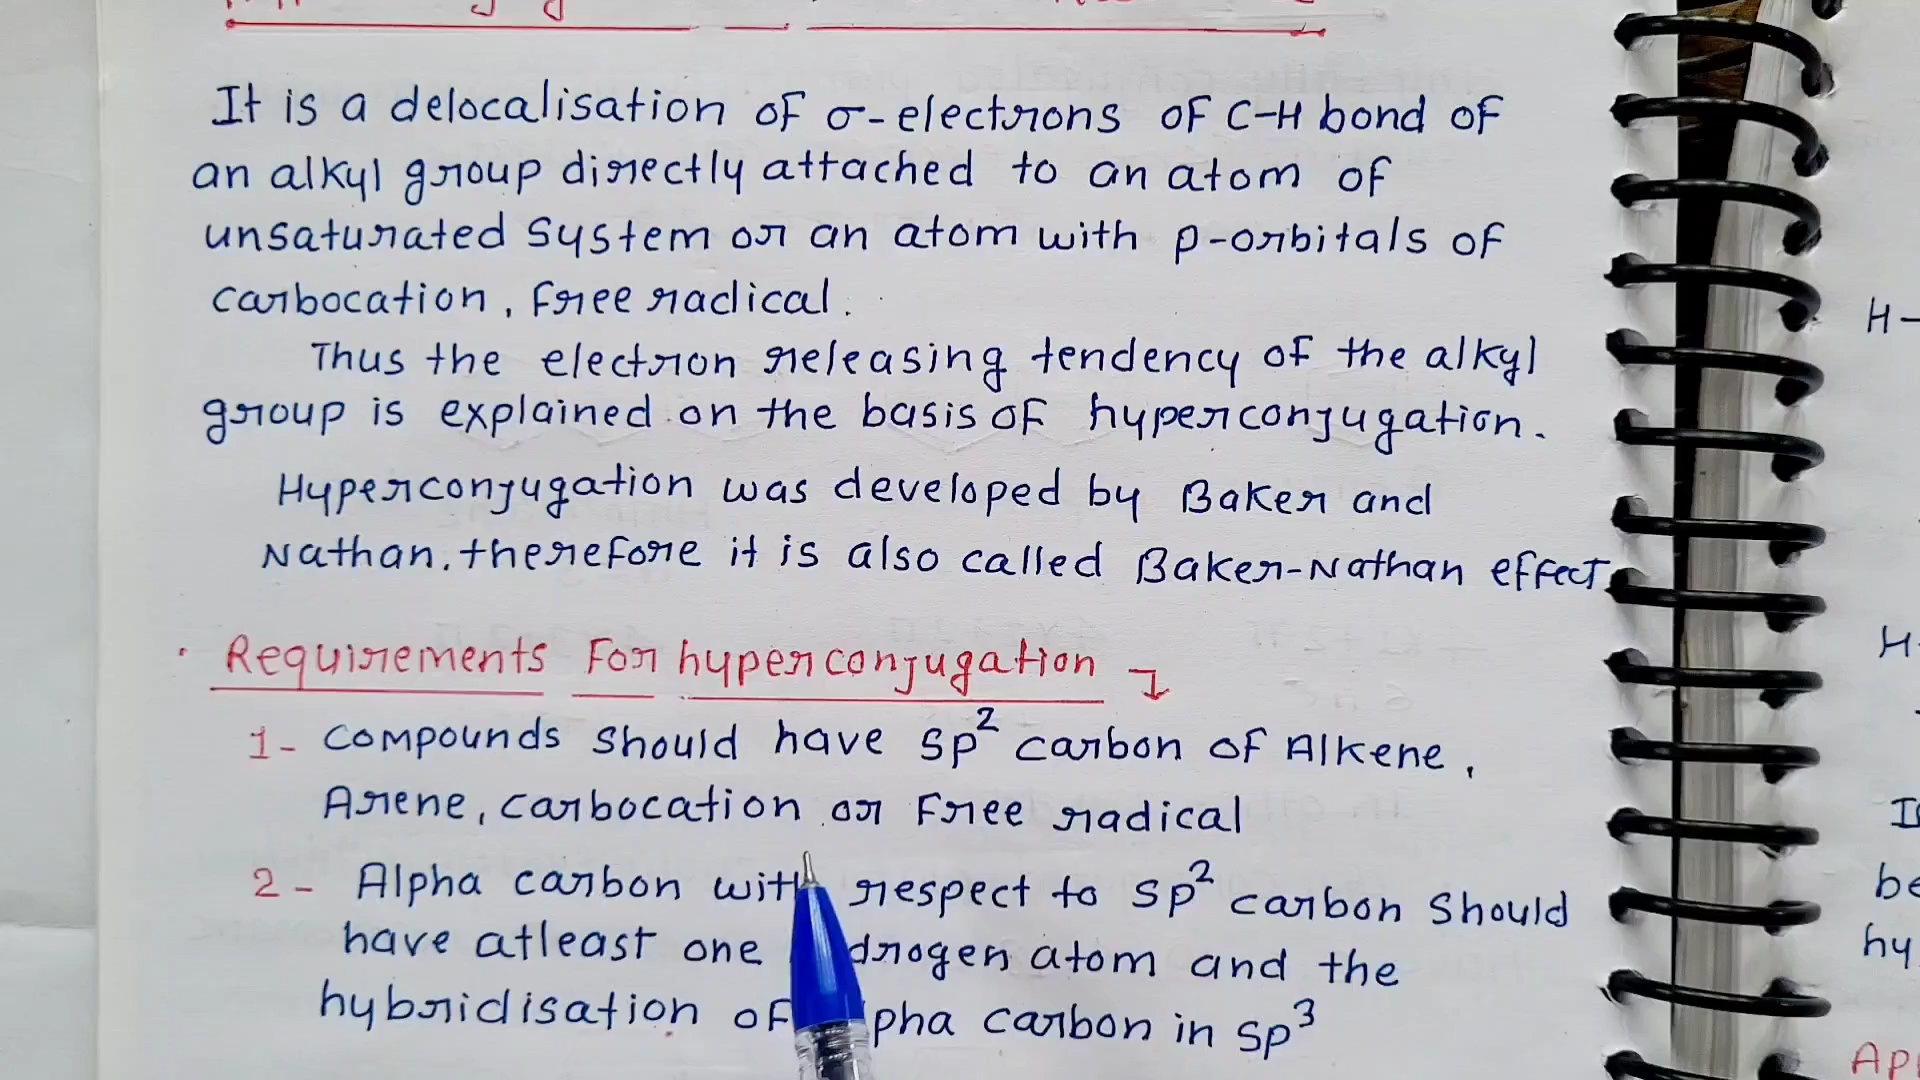 It is a delocalisation of σ-electrons of C-H bond of
an alkyl group directly attached to an atom of
unsaturated system or an atom with p-orbitals of
carbocation, free radical.
Thus the electron releasing tendency of the alkyl
group is explained on the basis of hyperconjugation.
Hyperconjugation was developed by Baker and
Nathan. therefore it is also called Baker-Nathan effect
Requirements for hyperconjugation
1- Compounds should have sp² carbon of Alkene,
Arene, carbocation or free radical
2- Alpha carbon with respect to sp² carbon should
have atleast one drogen atom and the
hybridisation of pha carbon in sp³
H-
H-
be
hy
Ap